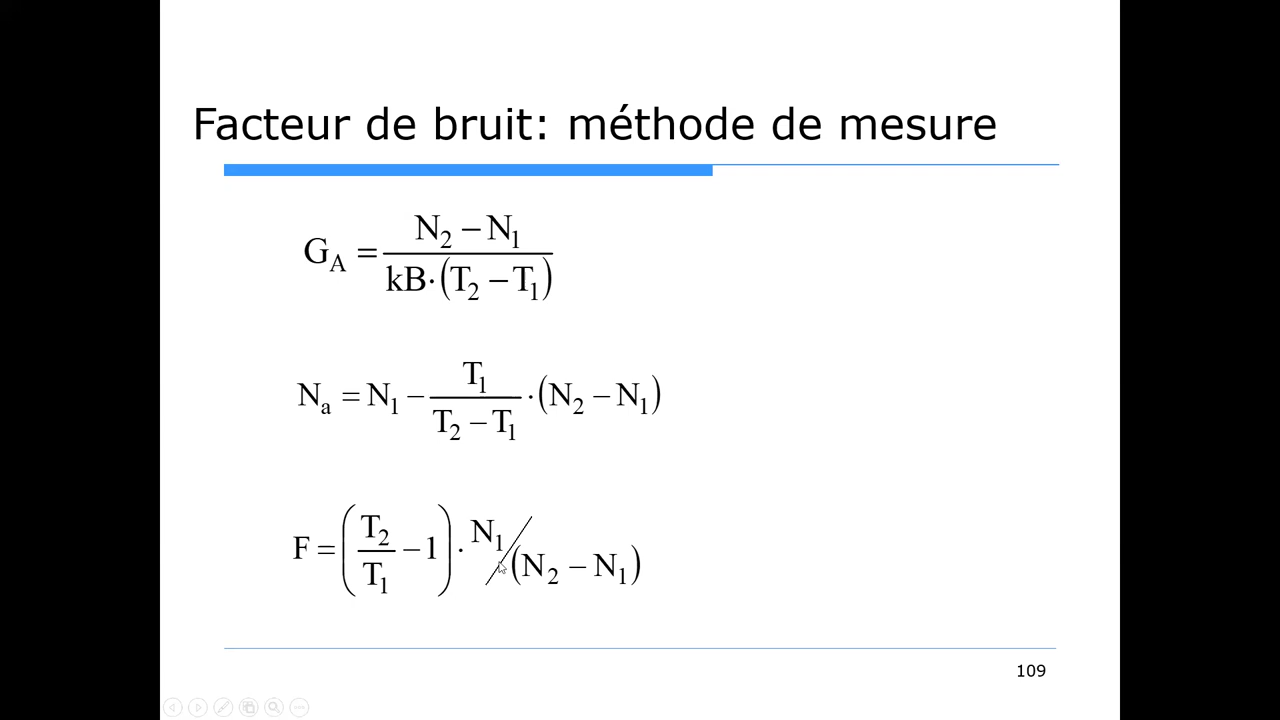 Facteur de bruit: méthode de mesure
G_A = (N_2 − N_1) / (kB·(T_2 − T_1))
N_a = N_1 − T_1 / (T_2 − T_1) · (N_2 − N_1)
F = (T_2 / T_1 − 1) · N_1 / (N_2 − N_1)
109